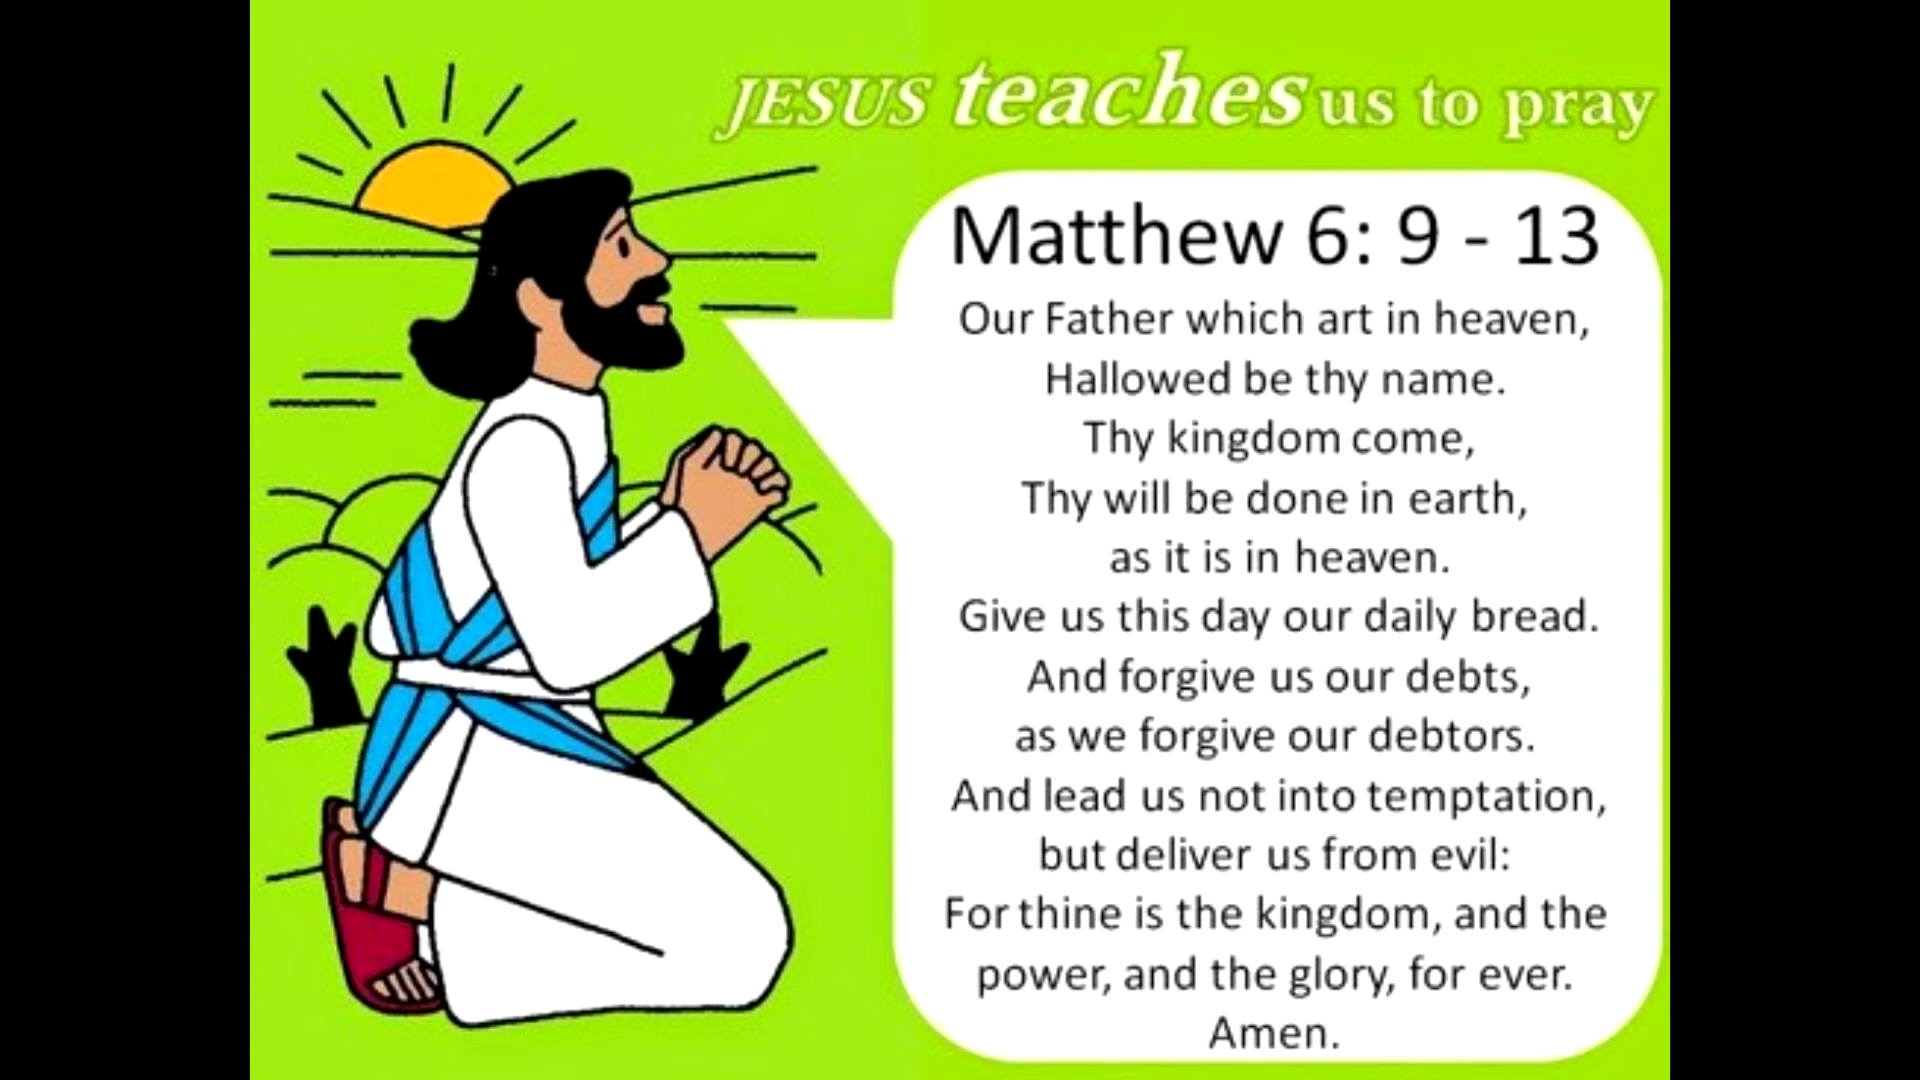 JESUS teaches us to pray
Matthew 6: 9 - 13
Our Father which art in heaven,
Hallowed be thy name.
Thy kingdom come,
Thy will be done in earth,
as it is in heaven.
Give us this day our daily bread.
And forgive us our debts,
as we forgive our debtors.
And lead us not into temptation,
but deliver us from evil:
For thine is the kingdom, and the
power, and the glory, for ever.
Amen.